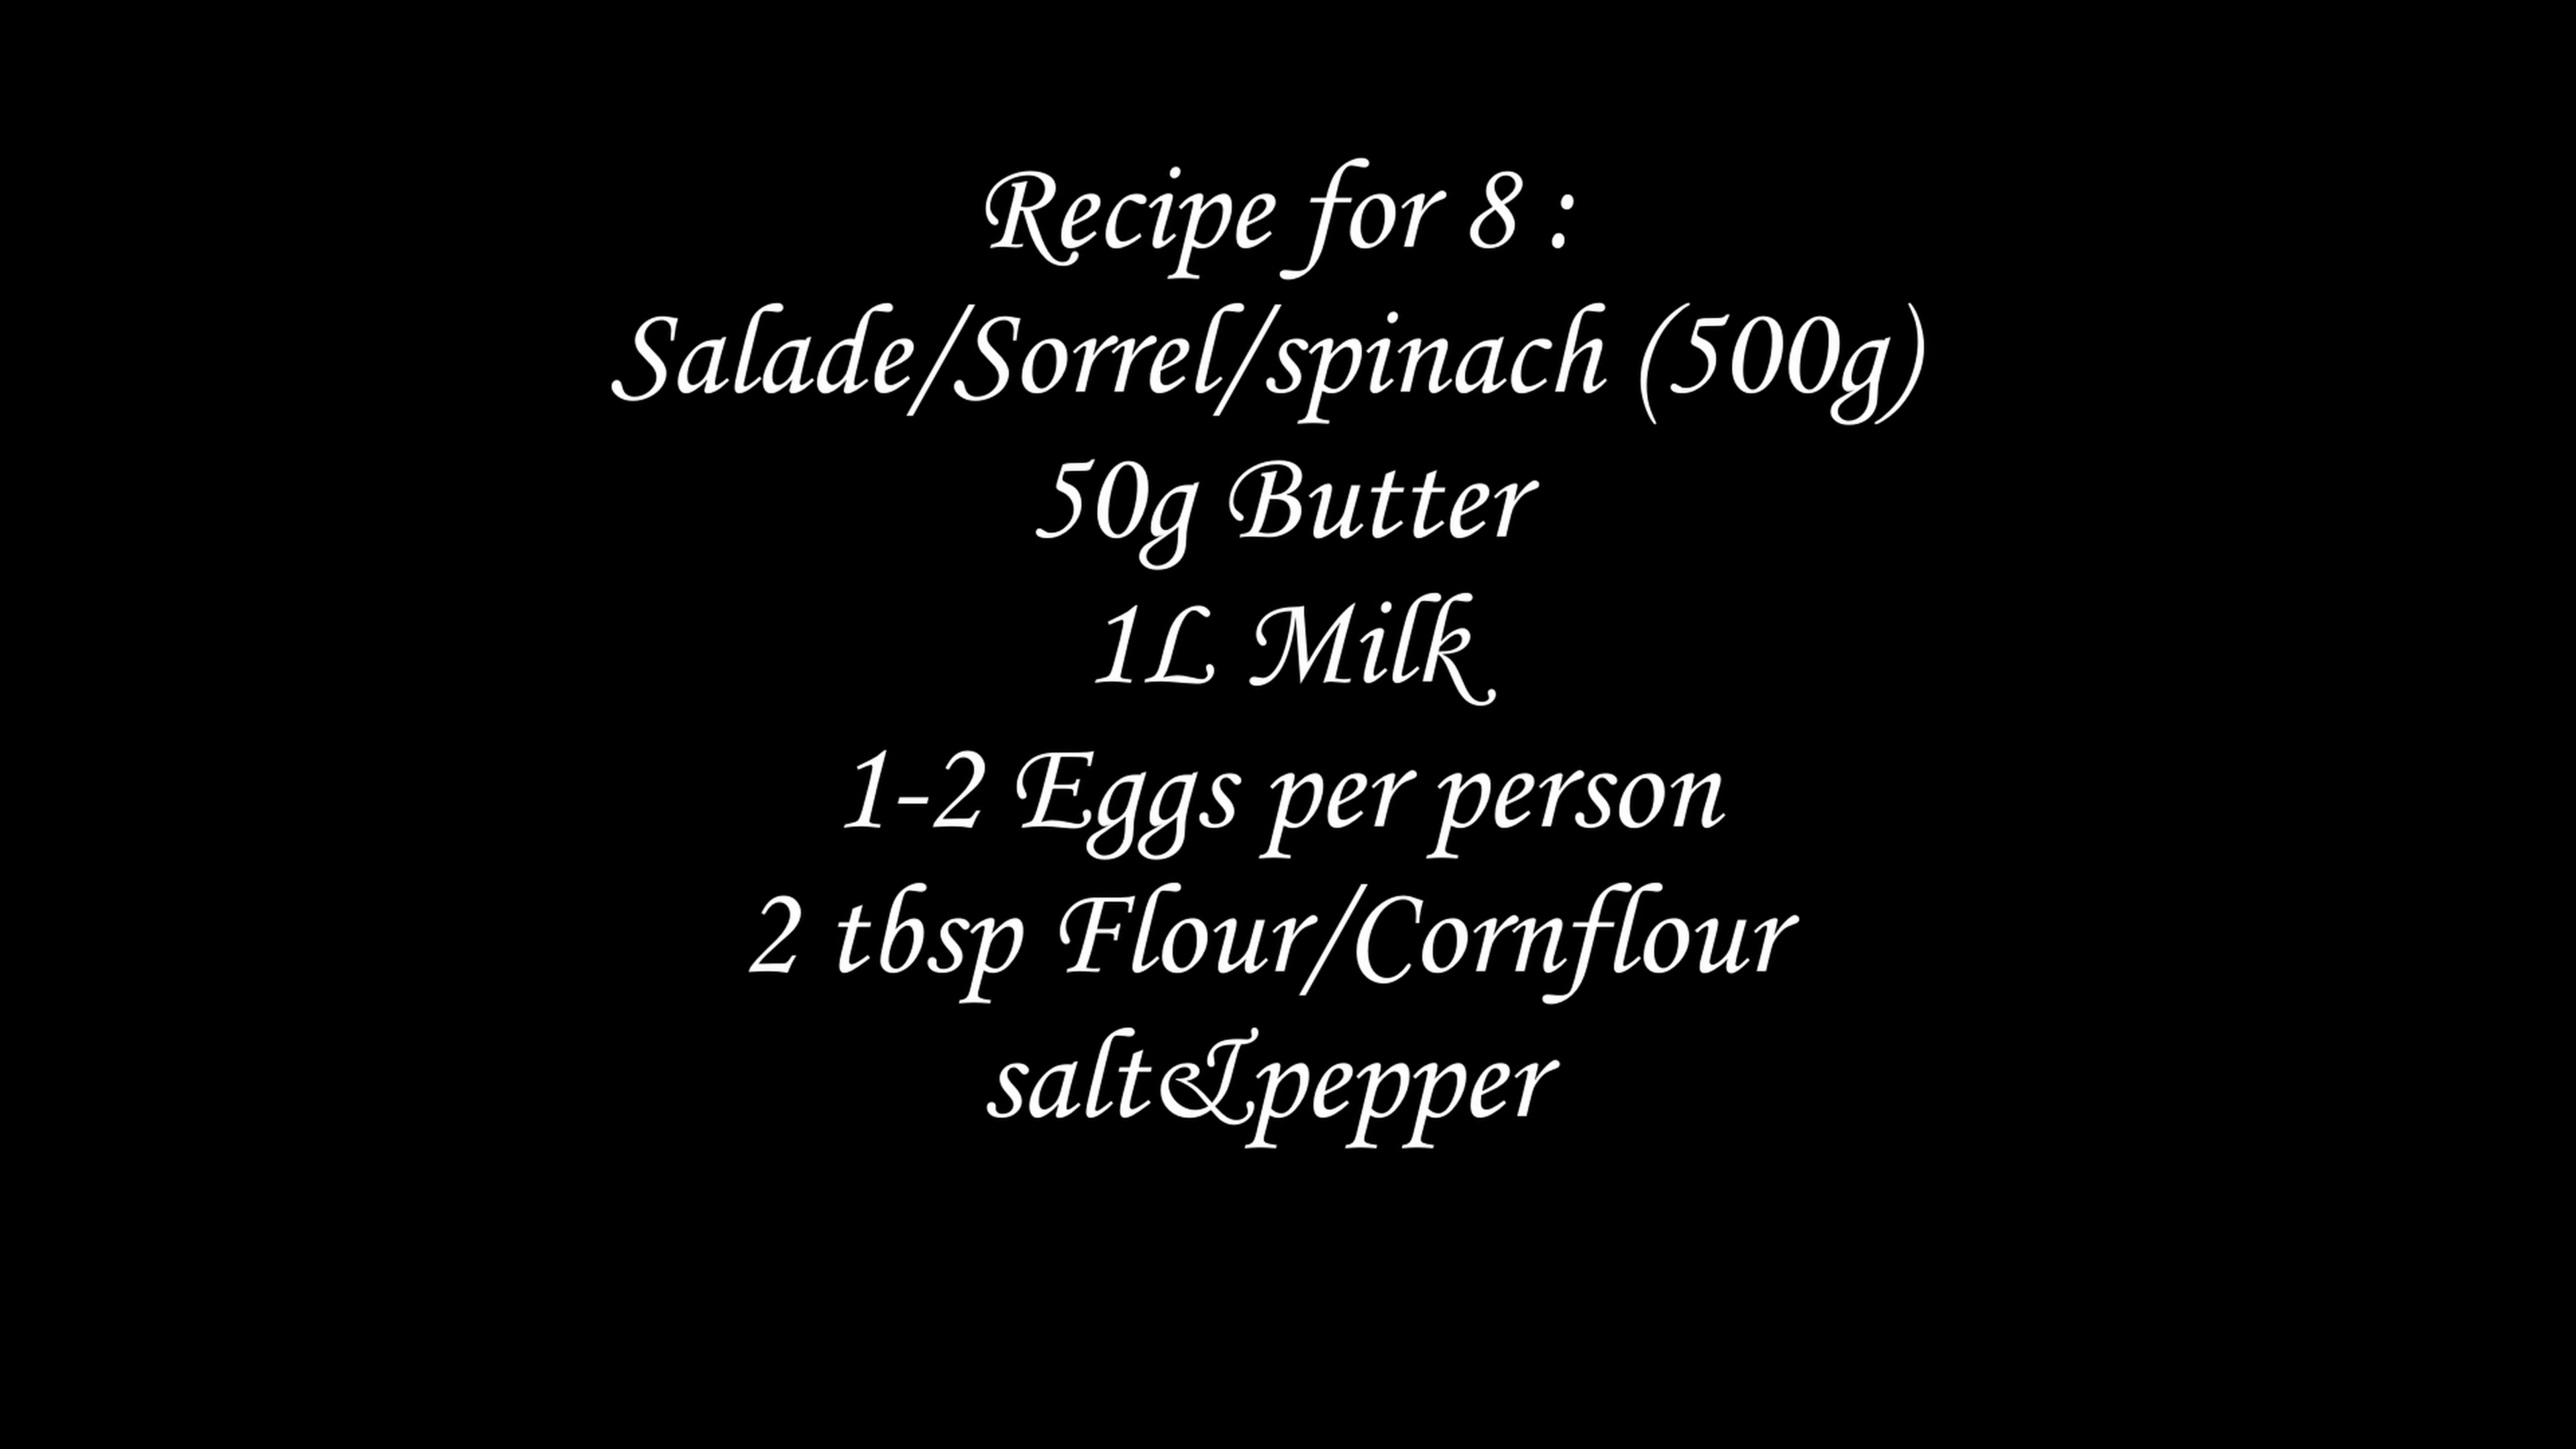 Recipe for 8 :
Salade/Sorrel/spinach (500g)
50g Butter
1L Milk
1-2 Eggs per person
2 tbsp Flour/Cornflour
salt&pepper